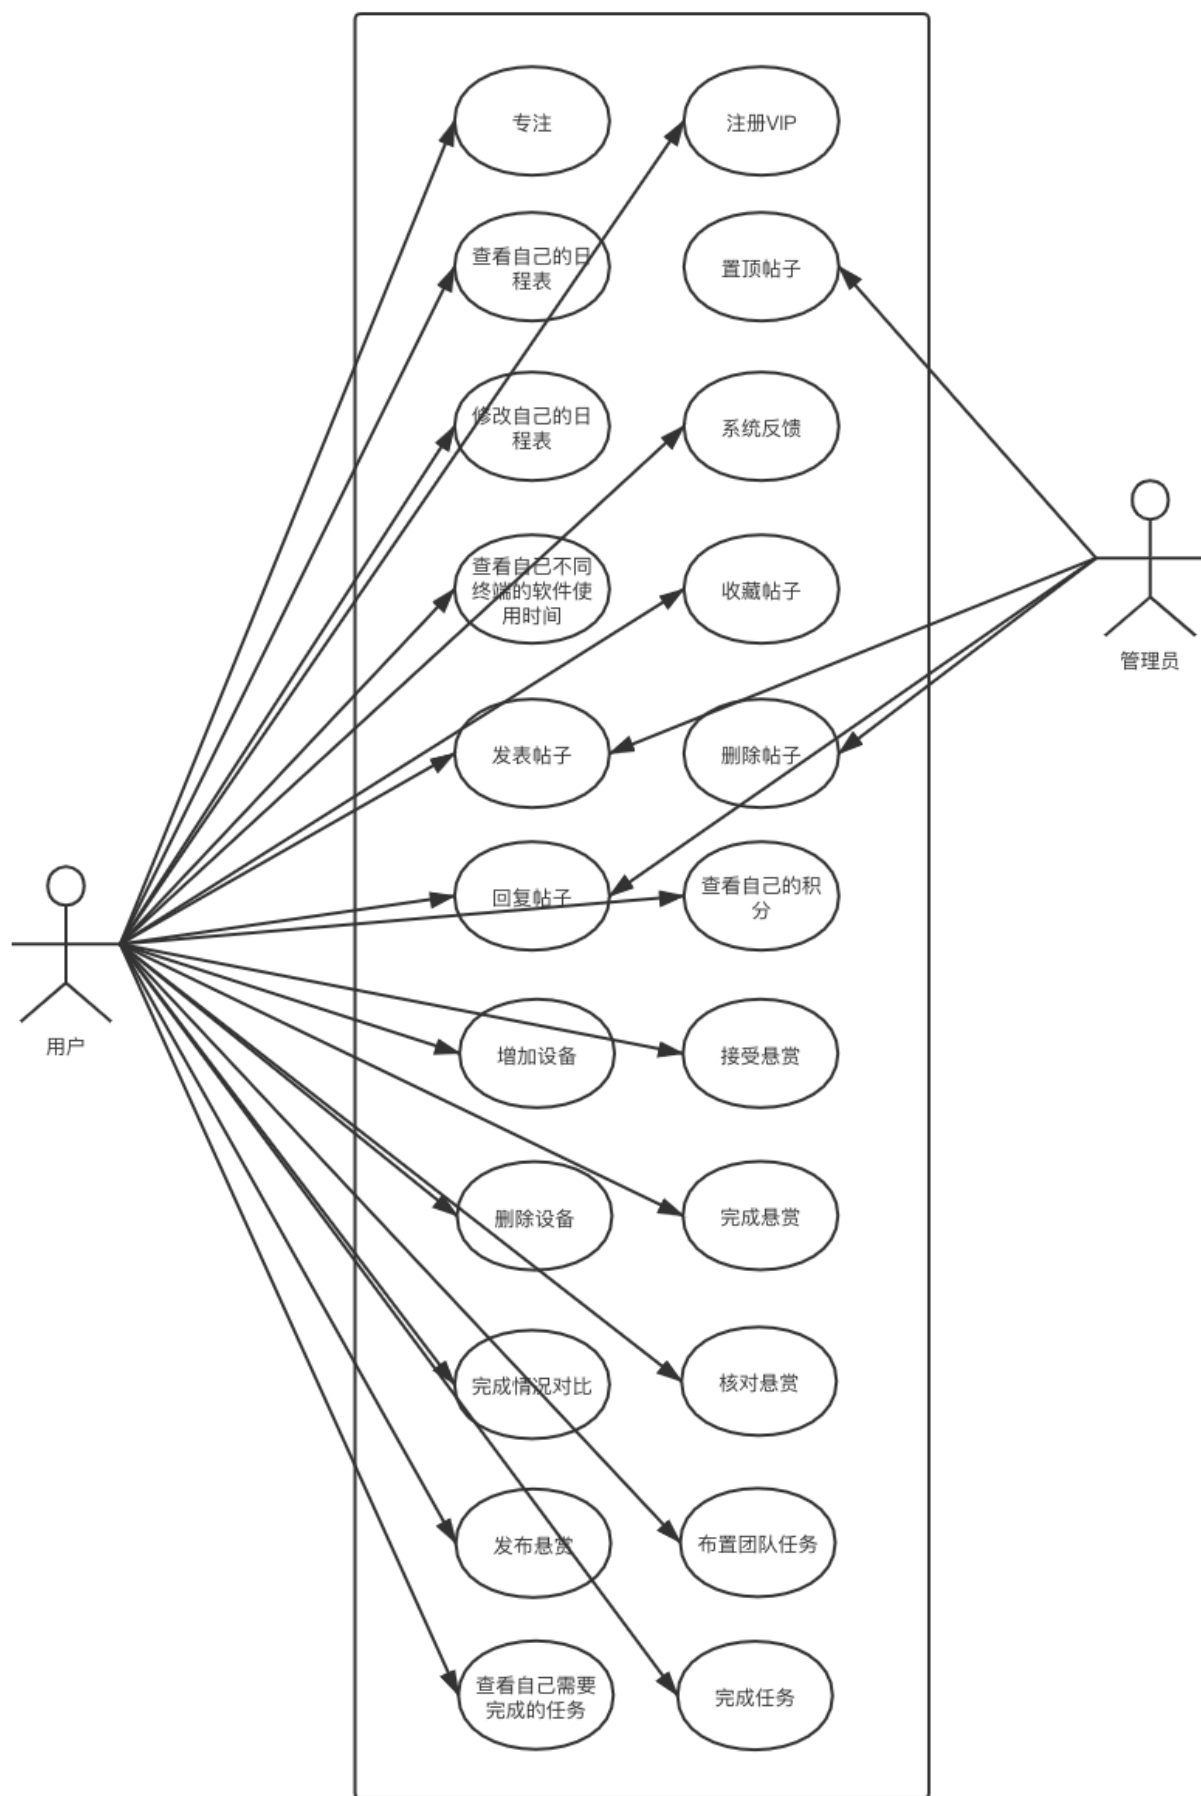 专注
注册VIP
查看自己的日
程表
置顶帖子
修改自己的日
程表
系统反馈
查看自己不同
终端的软件使
用时间
收藏帖子
管理员
发表帖子
删除帖子
回复帖子
查看自己的积
分
用户
增加设备
接受悬赏
删除设备
完成悬赏
完成情况对比
核对悬赏
发布悬赏
布置团队任务
查看自己需要
完成的任务
完成任务